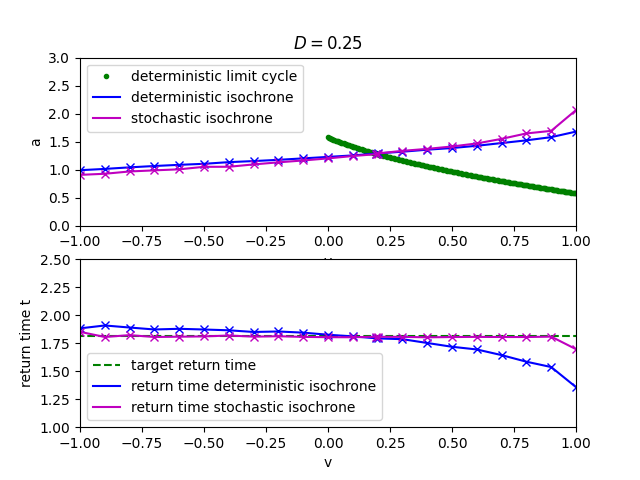 D = 0.25
3.0
2.5
2.0
1.5
1.0
0.5
0.0
a
deterministic limit cycle
deterministic isochrone
stochastic isochrone
−1.00 −0.75 −0.50 −0.25 0.00 0.25 0.50 0.75 1.00
2.50
2.25
2.00
1.75
1.50
1.25
1.00
return time t
target return time
return time deterministic isochrone
return time stochastic isochrone
−1.00 −0.75 −0.50 −0.25 0.00 0.25 0.50 0.75 1.00
v